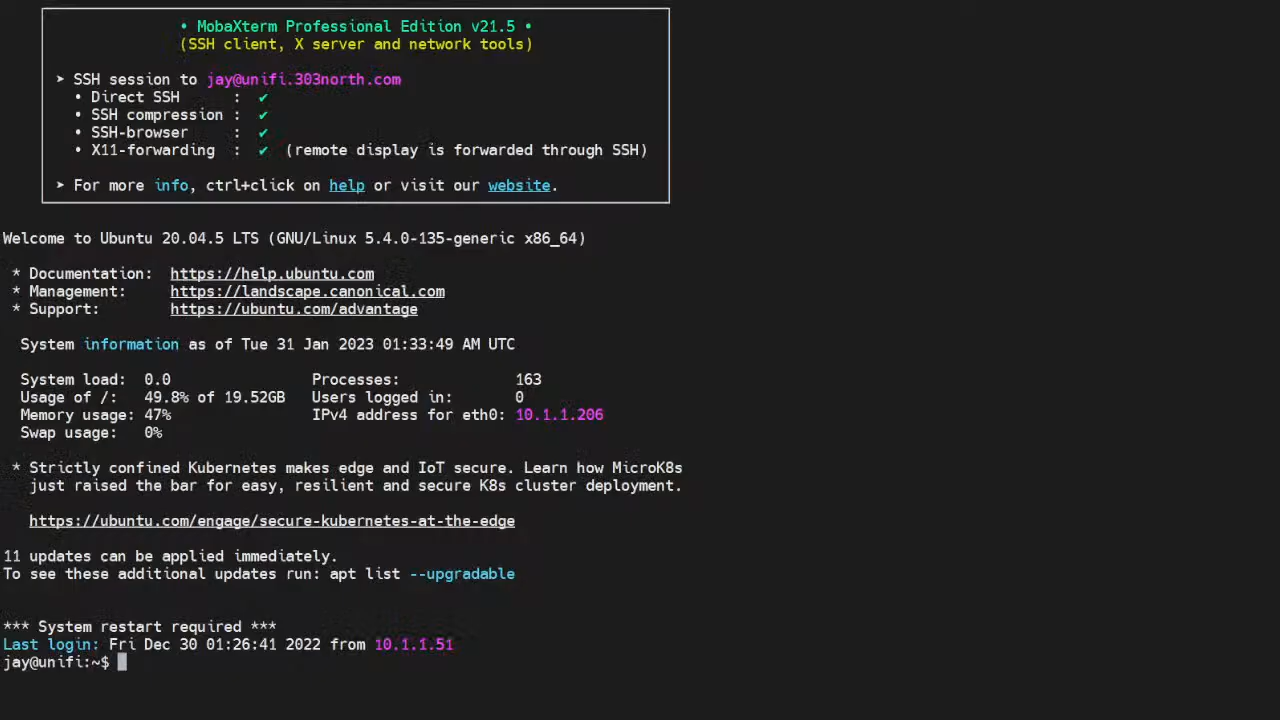 • MobaXterm Professional Edition v21.5 •
(SSH client, X server and network tools)
➤ SSH session to jay@unifi.303north.com
• Direct SSH : ✔
• SSH compression : ✔
• SSH-browser : ✔
• X11-forwarding : ✔ (remote display is forwarded through SSH)
➤ For more info, ctrl+click on help or visit our website.
Welcome to Ubuntu 20.04.5 LTS (GNU/Linux 5.4.0-135-generic x86_64)
* Documentation: https://help.ubuntu.com
* Management: https://landscape.canonical.com
* Support: https://ubuntu.com/advantage
System information as of Tue 31 Jan 2023 01:33:49 AM UTC
System load: 0.0 Processes: 163
Usage of /: 49.8% of 19.52GB Users logged in: 0
Memory usage: 47% IPv4 address for eth0: 10.1.1.206
Swap usage: 0%
* Strictly confined Kubernetes makes edge and IoT secure. Learn how MicroK8s
just raised the bar for easy, resilient and secure K8s cluster deployment.
https://ubuntu.com/engage/secure-kubernetes-at-the-edge
11 updates can be applied immediately.
To see these additional updates run: apt list --upgradable
*** System restart required ***
Last login: Fri Dec 30 01:26:41 2022 from 10.1.1.51
jay@unifi:~$